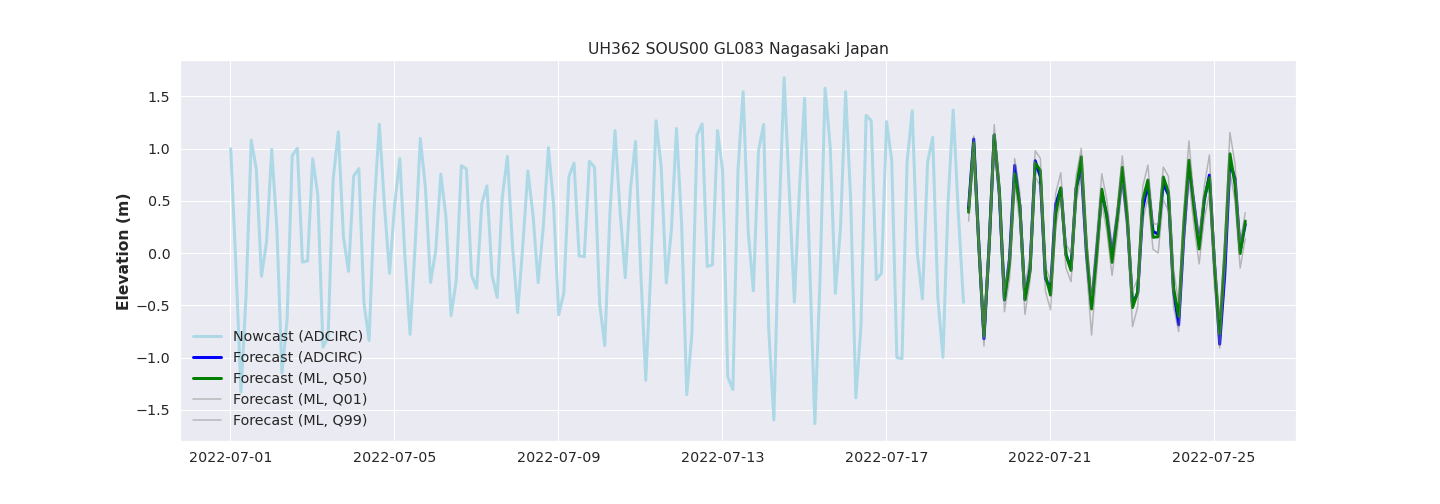 UH362 SOUS00 GL083 Nagasaki Japan
Elevation (m)
1.5
1.0
0.5
0.0
−0.5
−1.0
−1.5
Nowcast (ADCIRC)
Forecast (ADCIRC)
Forecast (ML, Q50)
Forecast (ML, Q01)
Forecast (ML, Q99)
2022-07-01 2022-07-05 2022-07-09 2022-07-13 2022-07-17 2022-07-21 2022-07-25